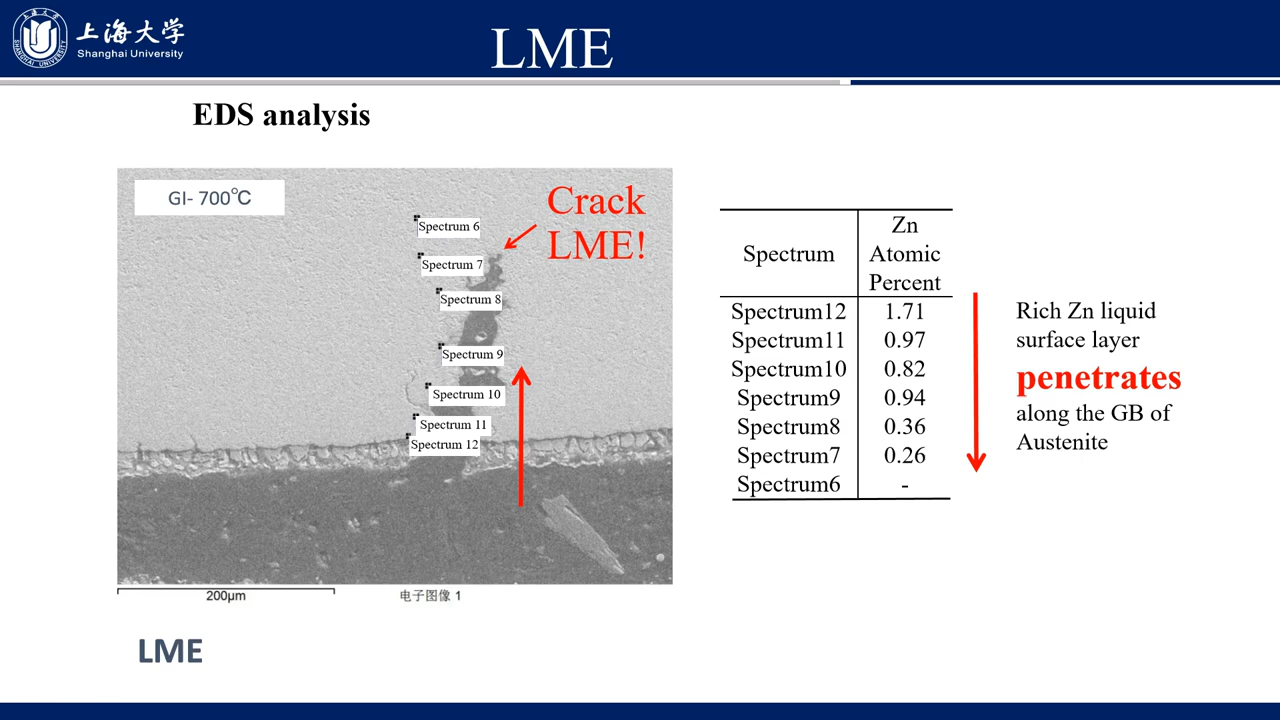 上海大学
Shanghai University
LME
EDS analysis
GI- 700℃
Crack
LME!
Spectrum 6
Spectrum 7
Spectrum 8
Spectrum 9
Spectrum 10
Spectrum 11
Spectrum 12
200μm
电子图像 1
Spectrum
Zn
Atomic
Percent
Spectrum12 1.71
Spectrum11 0.97
Spectrum10 0.82
Spectrum9 0.94
Spectrum8 0.36
Spectrum7 0.26
Spectrum6 -
Rich Zn liquid
surface layer
penetrates
along the GB of
Austenite
LME